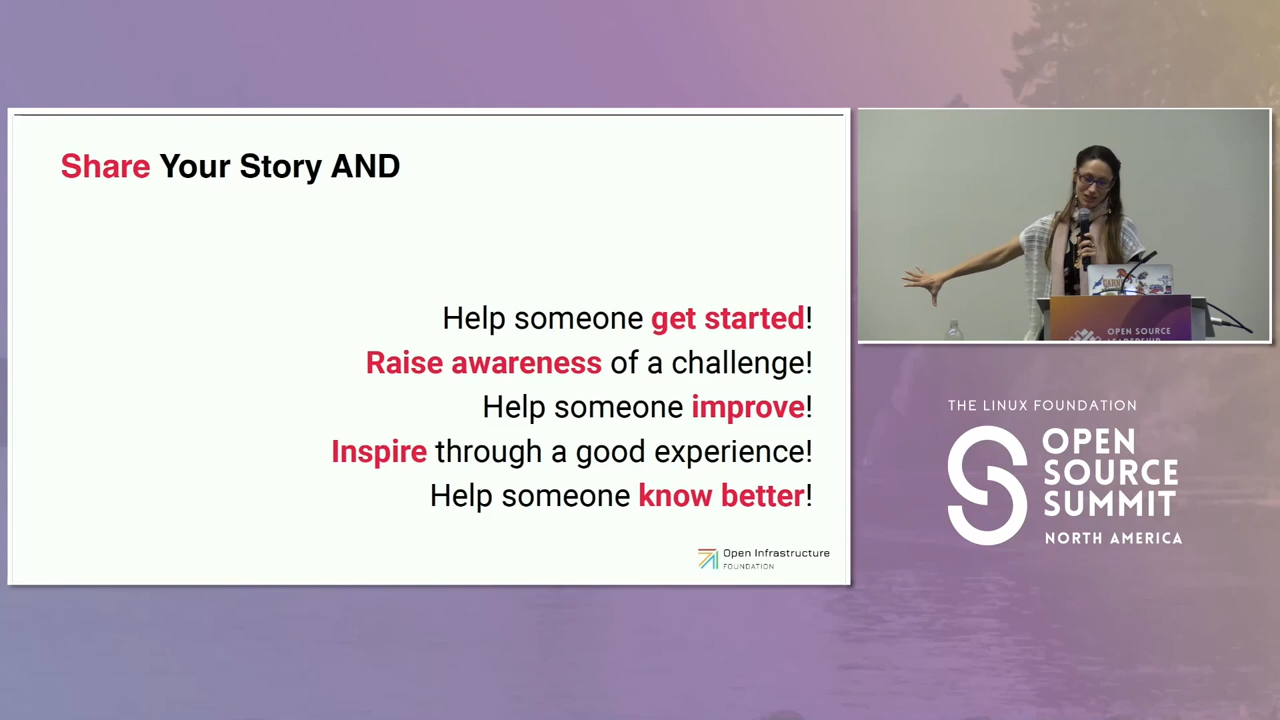 Share Your Story AND
Help someone get started!
Raise awareness of a challenge!
Help someone improve!
Inspire through a good experience!
Help someone know better!
Open Infrastructure
FOUNDATION
OPEN SOURCE
THE LINUX FOUNDATION
OPEN
SOURCE
SUMMIT
NORTH AMERICA